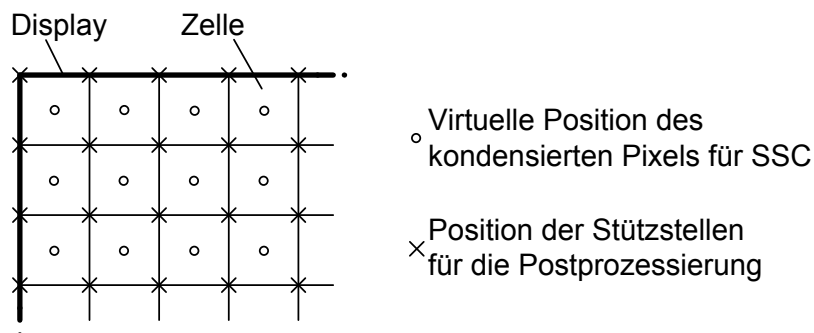 Display Zelle
Virtuelle Position des
kondensierten Pixels für SSC
Position der Stützstellen
für die Postprozessierung